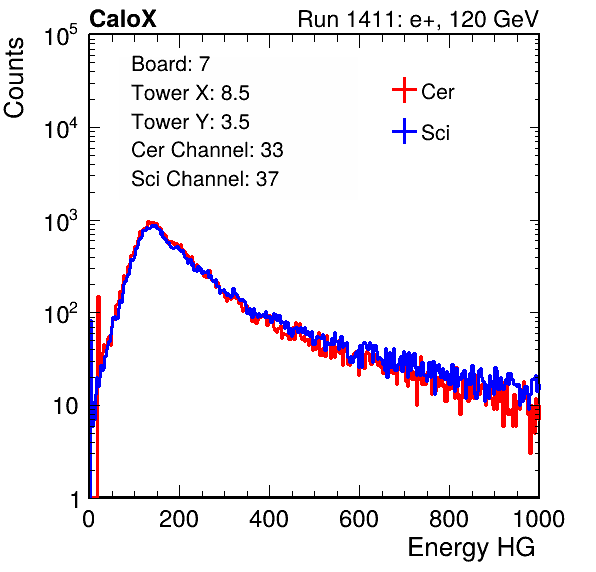 CaloX Run 1411: e+, 120 GeV
Counts
Board: 7
Tower X: 8.5
Tower Y: 3.5
Cer Channel: 33
Sci Channel: 37
Cer
Sci
10^5
10^4
10^3
10^2
10
1
0 200 400 600 800 1000
Energy HG